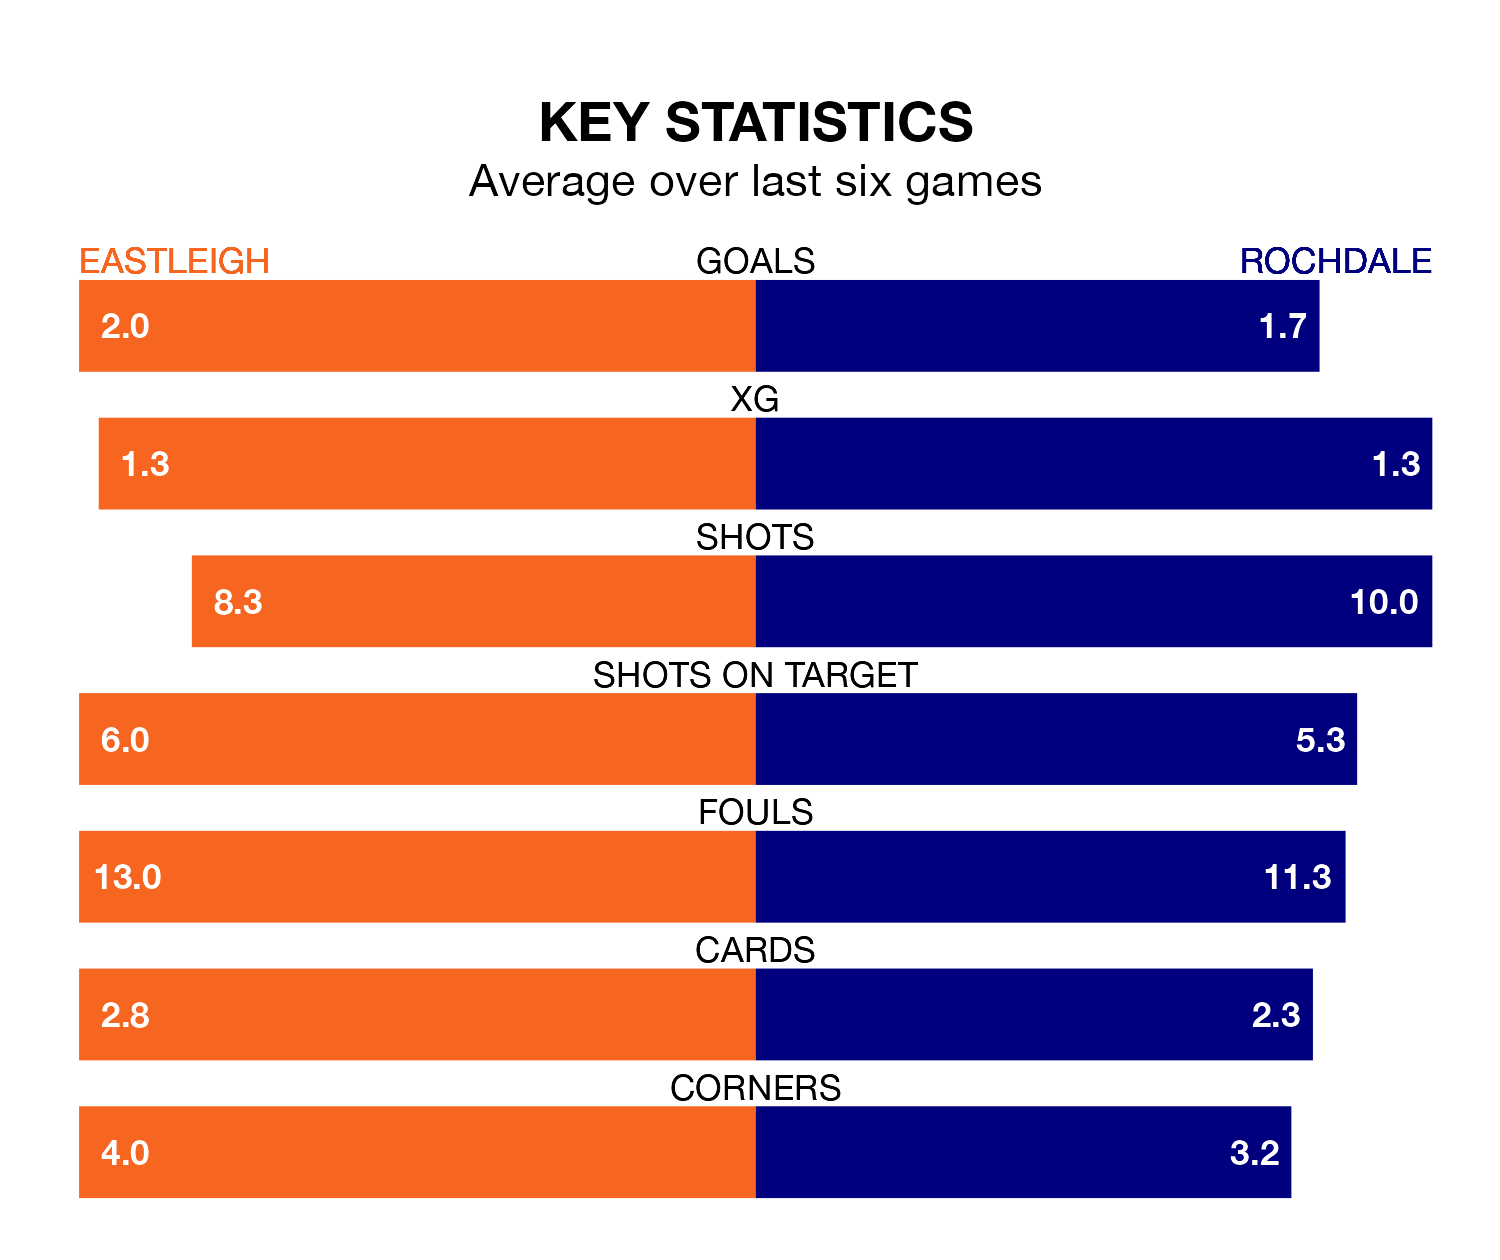 KEY STATISTICS
Average over last six games
EASTLEIGH GOALS ROCHDALE
2.0 1.7
XG
1.3 1.3
SHOTS
8.3 10.0
SHOTS ON TARGET
6.0 5.3
FOULS
13.0 11.3
CARDS
2.8 2.3
CORNERS
4.0 3.2